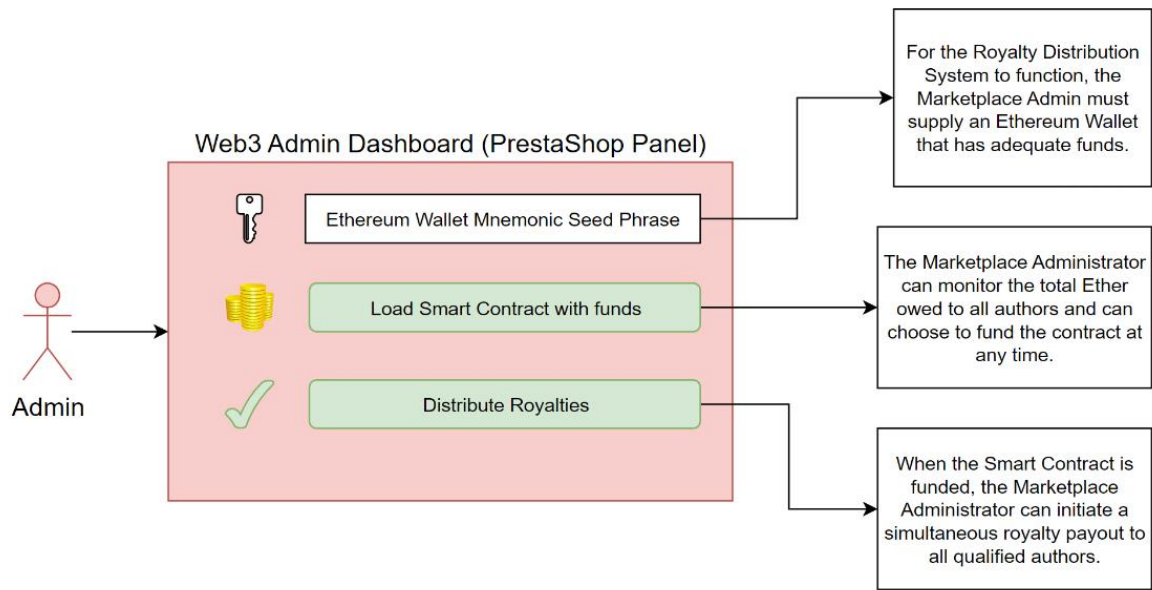 Web3 Admin Dashboard (PrestaShop Panel)
Ethereum Wallet Mnemonic Seed Phrase
Load Smart Contract with funds
Distribute Royalties
Admin
For the Royalty Distribution
System to function, the
Marketplace Admin must
supply an Ethereum Wallet
that has adequate funds.
The Marketplace Administrator
can monitor the total Ether
owed to all authors and can
choose to fund the contract at
any time.
When the Smart Contract is
funded, the Marketplace
Administrator can initiate a
simultaneous royalty payout to
all qualified authors.